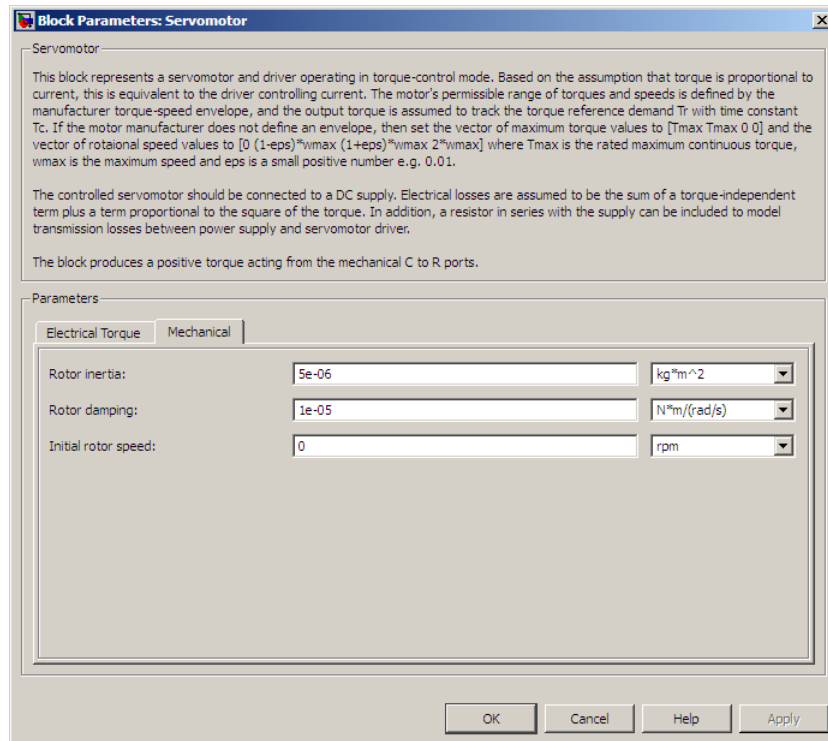 Block Parameters: Servomotor
Servomotor
This block represents a servomotor and driver operating in torque-control mode. Based on the assumption that torque is proportional to
current, this is equivalent to the driver controlling current. The motor's permissible range of torques and speeds is defined by the
manufacturer torque-speed envelope, and the output torque is assumed to track the torque reference demand Tr with time constant
Tc. If the motor manufacturer does not define an envelope, then set the vector of maximum torque values to [Tmax Tmax 0 0] and the
vector of rotaional speed values to [0 (1-eps)*wmax (1+eps)*wmax 2*wmax] where Tmax is the rated maximum continuous torque,
wmax is the maximum speed and eps is a small positive number e.g. 0.01.
The controlled servomotor should be connected to a DC supply. Electrical losses are assumed to be the sum of a torque-independent
term plus a term proportional to the square of the torque. In addition, a resistor in series with the supply can be included to model
transmission losses between power supply and servomotor driver.
The block produces a positive torque acting from the mechanical C to R ports.
Parameters
Electrical Torque Mechanical
Rotor inertia: 5e-06 kg*m^2
Rotor damping: 1e-05 N*m/(rad/s)
Initial rotor speed: 0 rpm
OK Cancel Help Apply